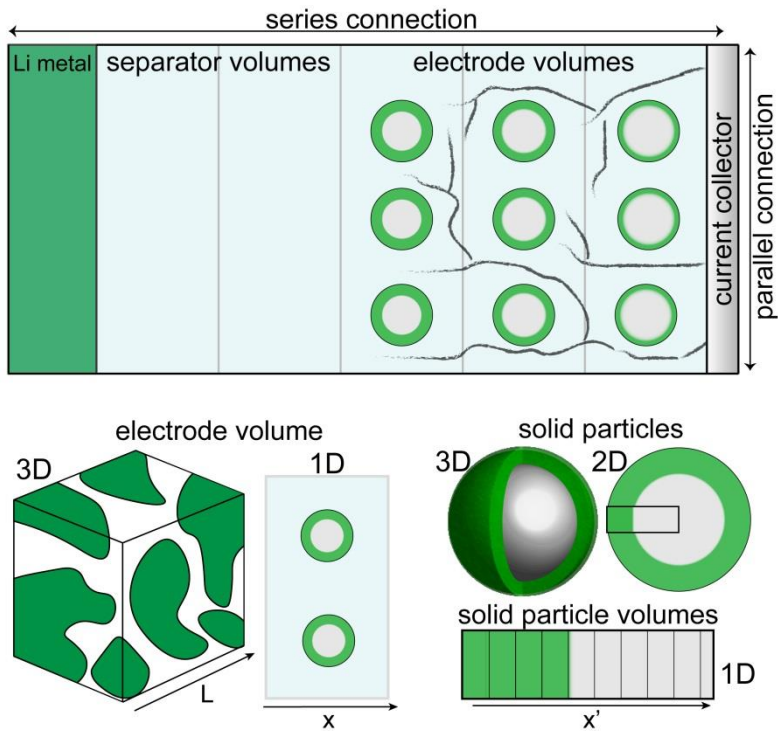 series connection
Li metal
separator volumes
electrode volumes
current collector
parallel connection
electrode volume
3D
1D
L
x
solid particles
3D
2D
solid particle volumes
1D
x'